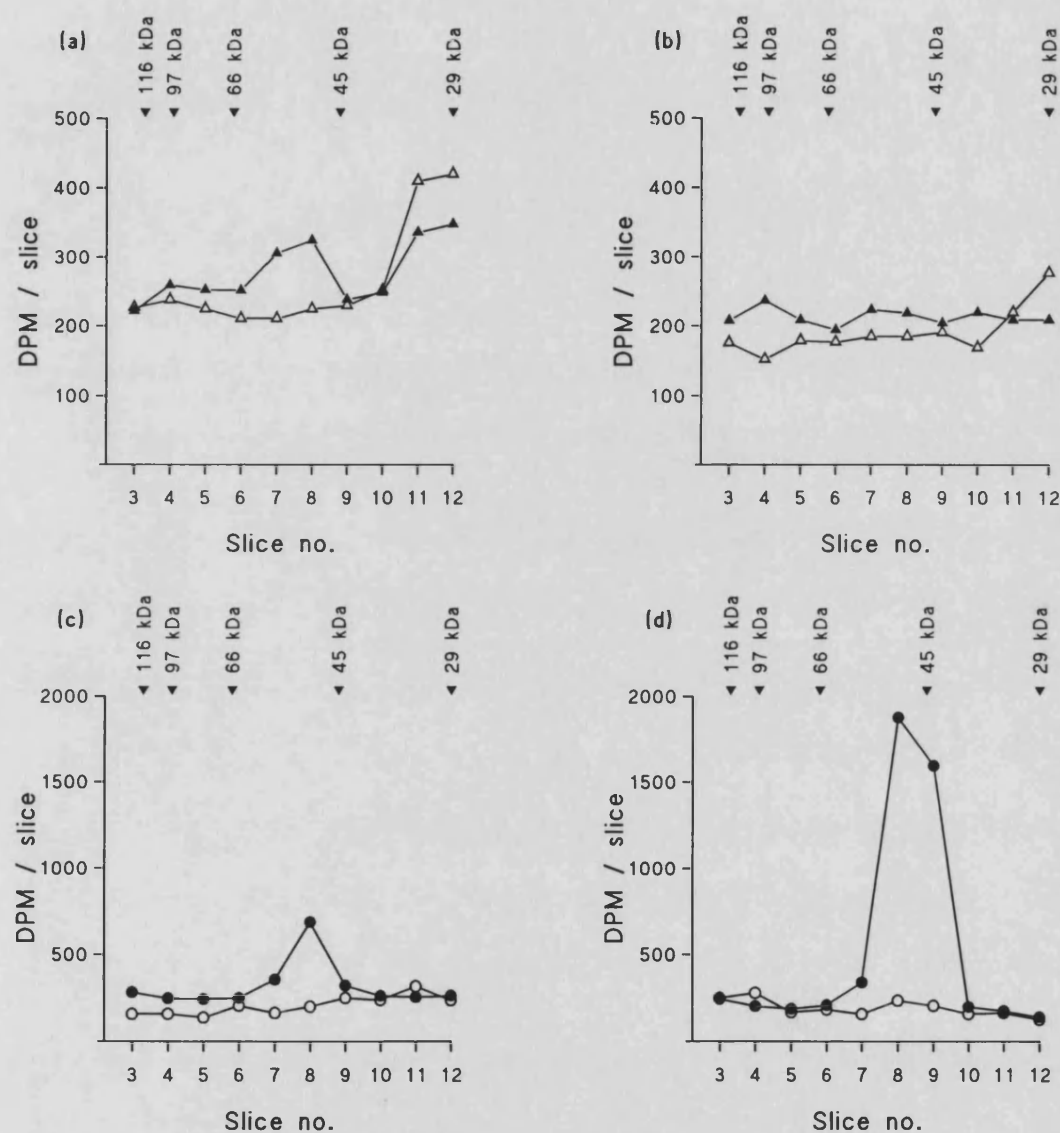 (a)
116 kDa
97 kDa
66 kDa
45 kDa
29 kDa
500
400
300
200
100
DPM / slice
3 4 5 6 7 8 9 10 11 12
Slice no.
(b)
116 kDa
97 kDa
66 kDa
45 kDa
29 kDa
500
400
300
200
100
DPM / slice
3 4 5 6 7 8 9 10 11 12
Slice no.
(c)
116 kDa
97 kDa
66 kDa
45 kDa
29 kDa
2000
1500
1000
500
DPM / slice
3 4 5 6 7 8 9 10 11 12
Slice no.
(d)
116 kDa
97 kDa
66 kDa
45 kDa
29 kDa
2000
1500
1000
500
DPM / slice
3 4 5 6 7 8 9 10 11 12
Slice no.